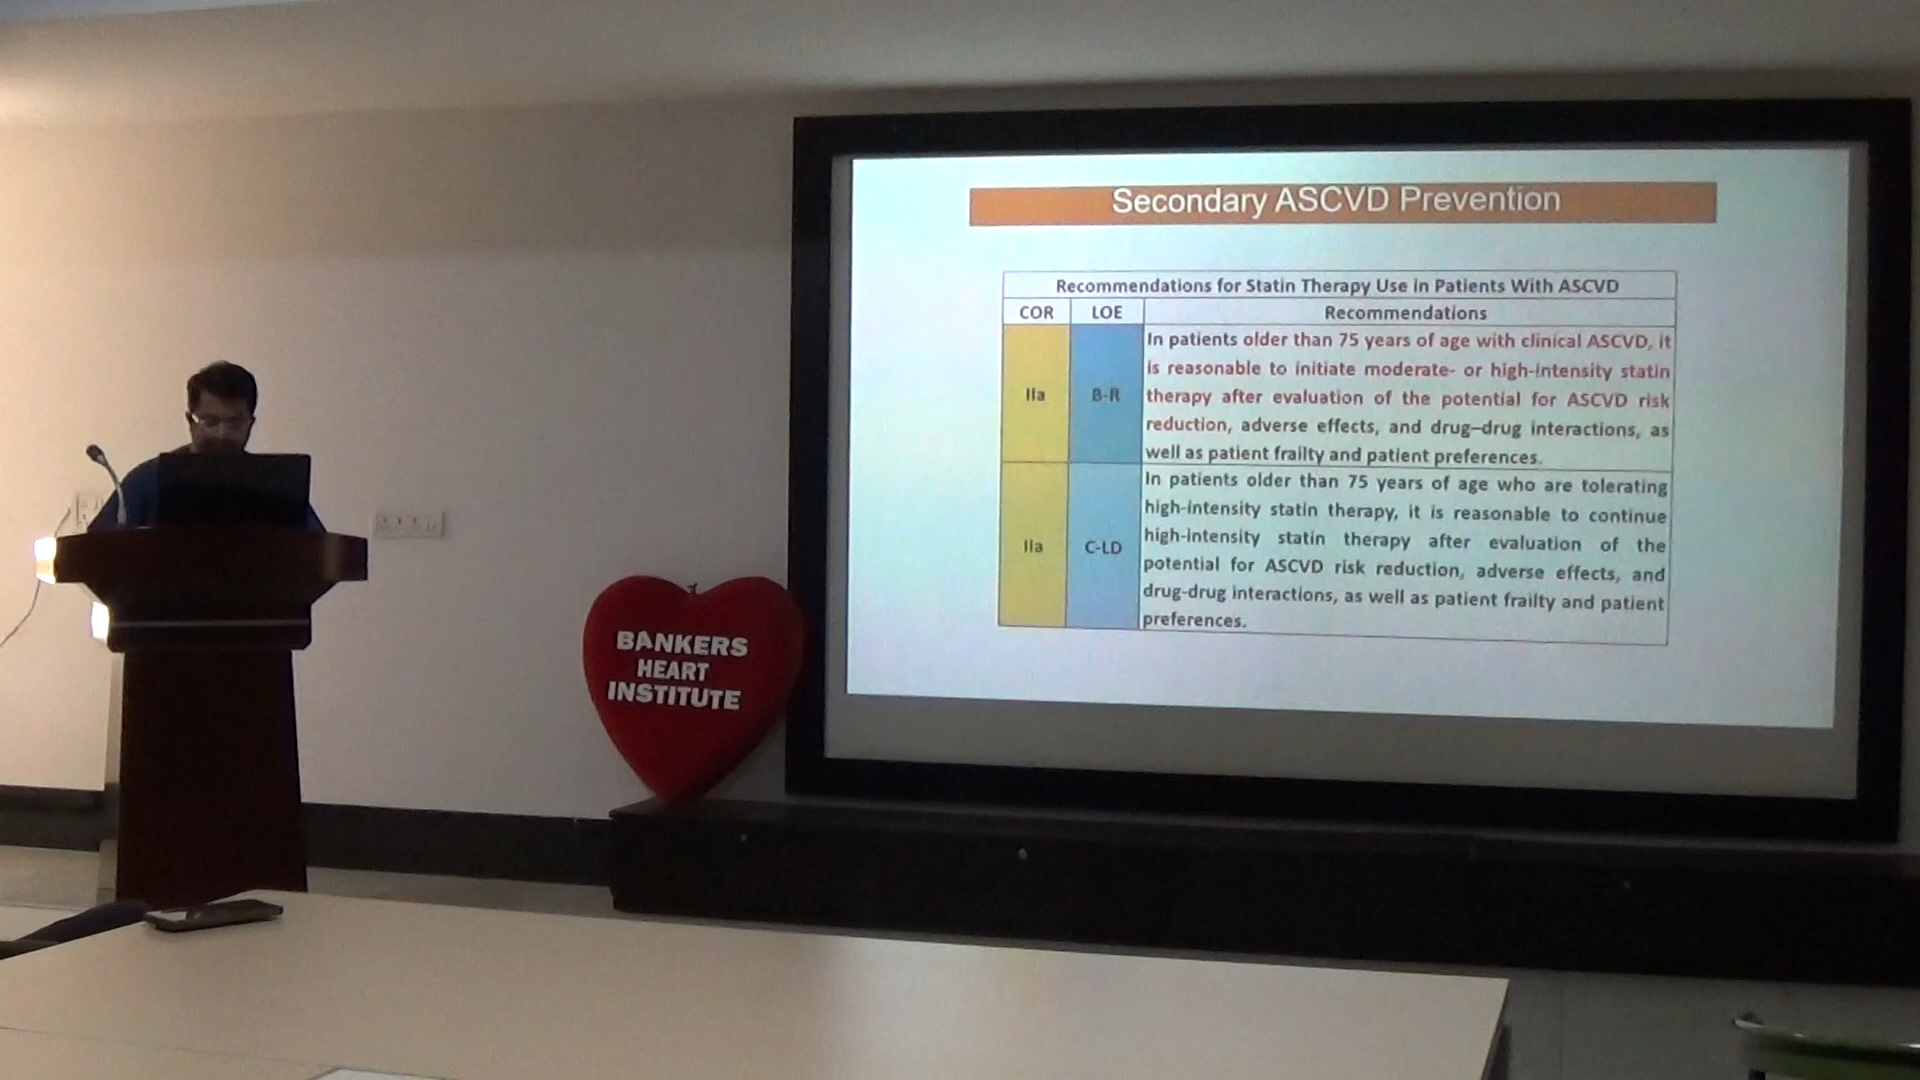 Secondary ASCVD Prevention
Recommendations for Statin Therapy Use in Patients With ASCVD
COR LOE Recommendations
IIa B-R
In patients older than 75 years of age with clinical ASCVD, it
is reasonable to initiate moderate- or high-intensity statin
therapy after evaluation of the potential for ASCVD risk
reduction, adverse effects, and drug–drug interactions, as
well as patient frailty and patient preferences.
IIa C-LD
In patients older than 75 years of age who are tolerating
high-intensity statin therapy, it is reasonable to continue
high-intensity statin therapy after evaluation of the
potential for ASCVD risk reduction, adverse effects, and
drug-drug interactions, as well as patient frailty and patient
preferences.
BANKERS
HEART
INSTITUTE